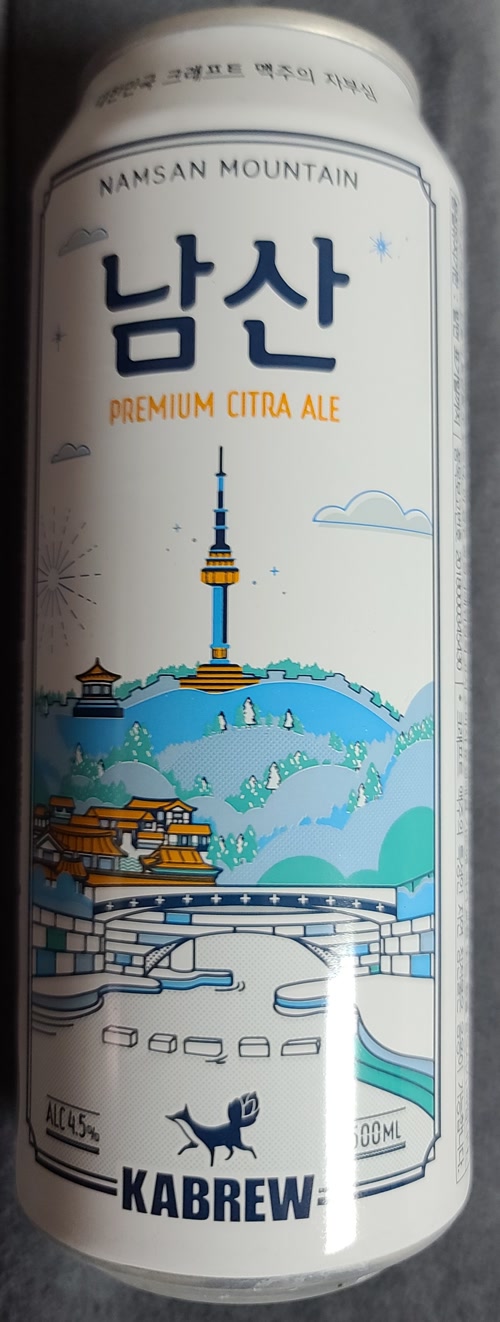 대한민국 크래프트 맥주의 자부심
NAMSAN MOUNTAIN
남산
PREMIUM CITRA ALE
ALC 4.5%
500ML
KABREW